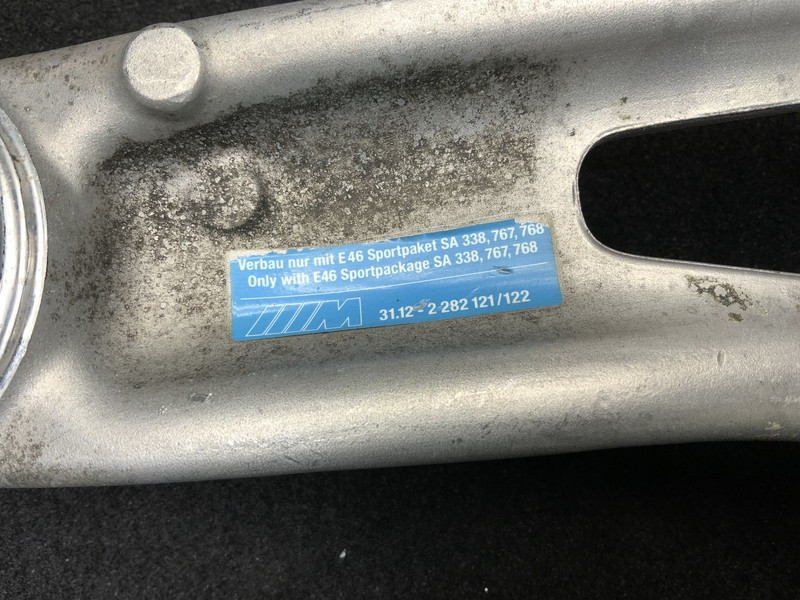 Verbau nur mit E46 Sportpaket SA 338, 767, 768
Only with E46 Sportpackage SA 338, 767, 768
M 31.12 - 2 282 121/122